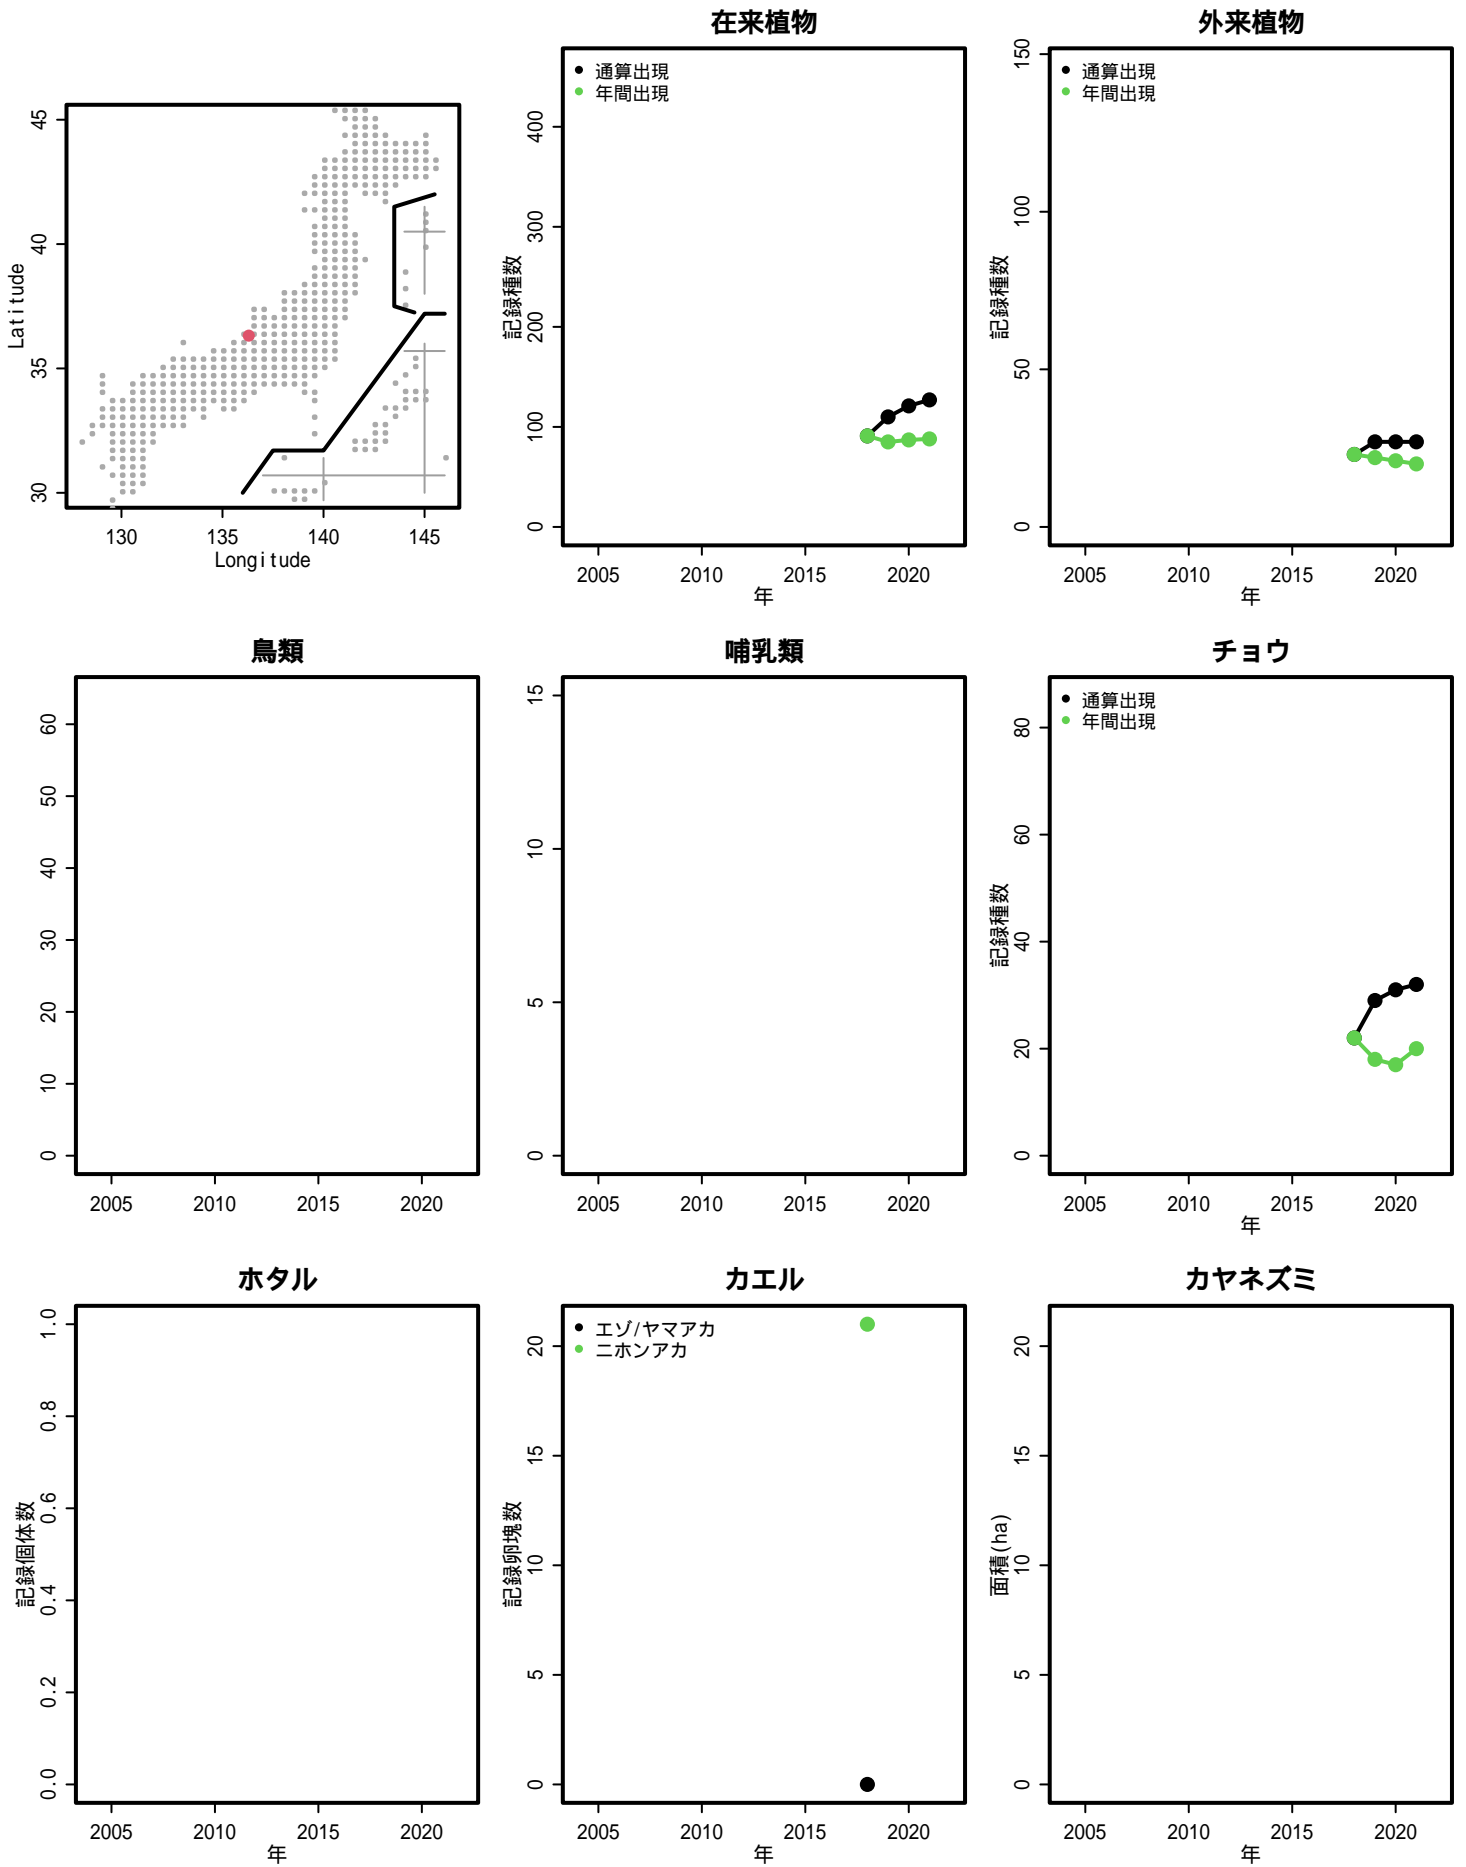 45
40
35
30
Latitude
130 135 140 145
Longitude
在来植物
通算出現
年間出現
400
300
200
100
0
記録種数
2005 2010 2015 2020
年
外来植物
通算出現
年間出現
150
100
50
0
記録種数
2005 2010 2015 2020
年
鳥類
60
50
40
30
20
10
0
2005 2010 2015 2020
哺乳類
15
10
5
0
2005 2010 2015 2020
チョウ
通算出現
年間出現
80
60
40
20
0
記録種数
2005 2010 2015 2020
年
ホタル
1.0
0.8
0.6
0.4
0.2
0.0
記録個体数
2005 2010 2015 2020
年
カエル
エゾ/ヤマアカ
ニホンアカ
20
15
10
5
0
記録卵塊数
2005 2010 2015 2020
年
カヤネズミ
20
15
10
5
0
面積(ha)
2005 2010 2015 2020
年